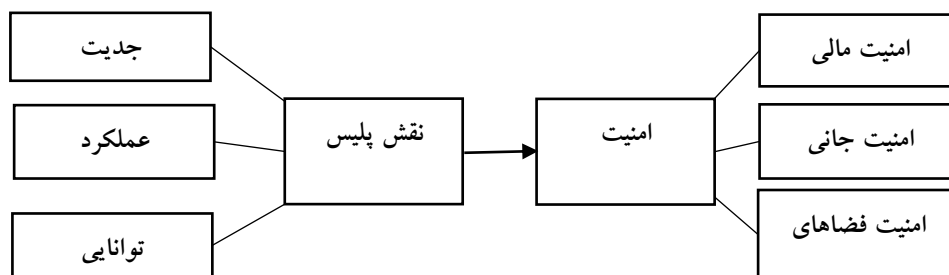 امنیت مالی
جدیت
نقش پلیس
امنیت
عملکرد
امنیت جانی
توانایی
امنیت فضاهای